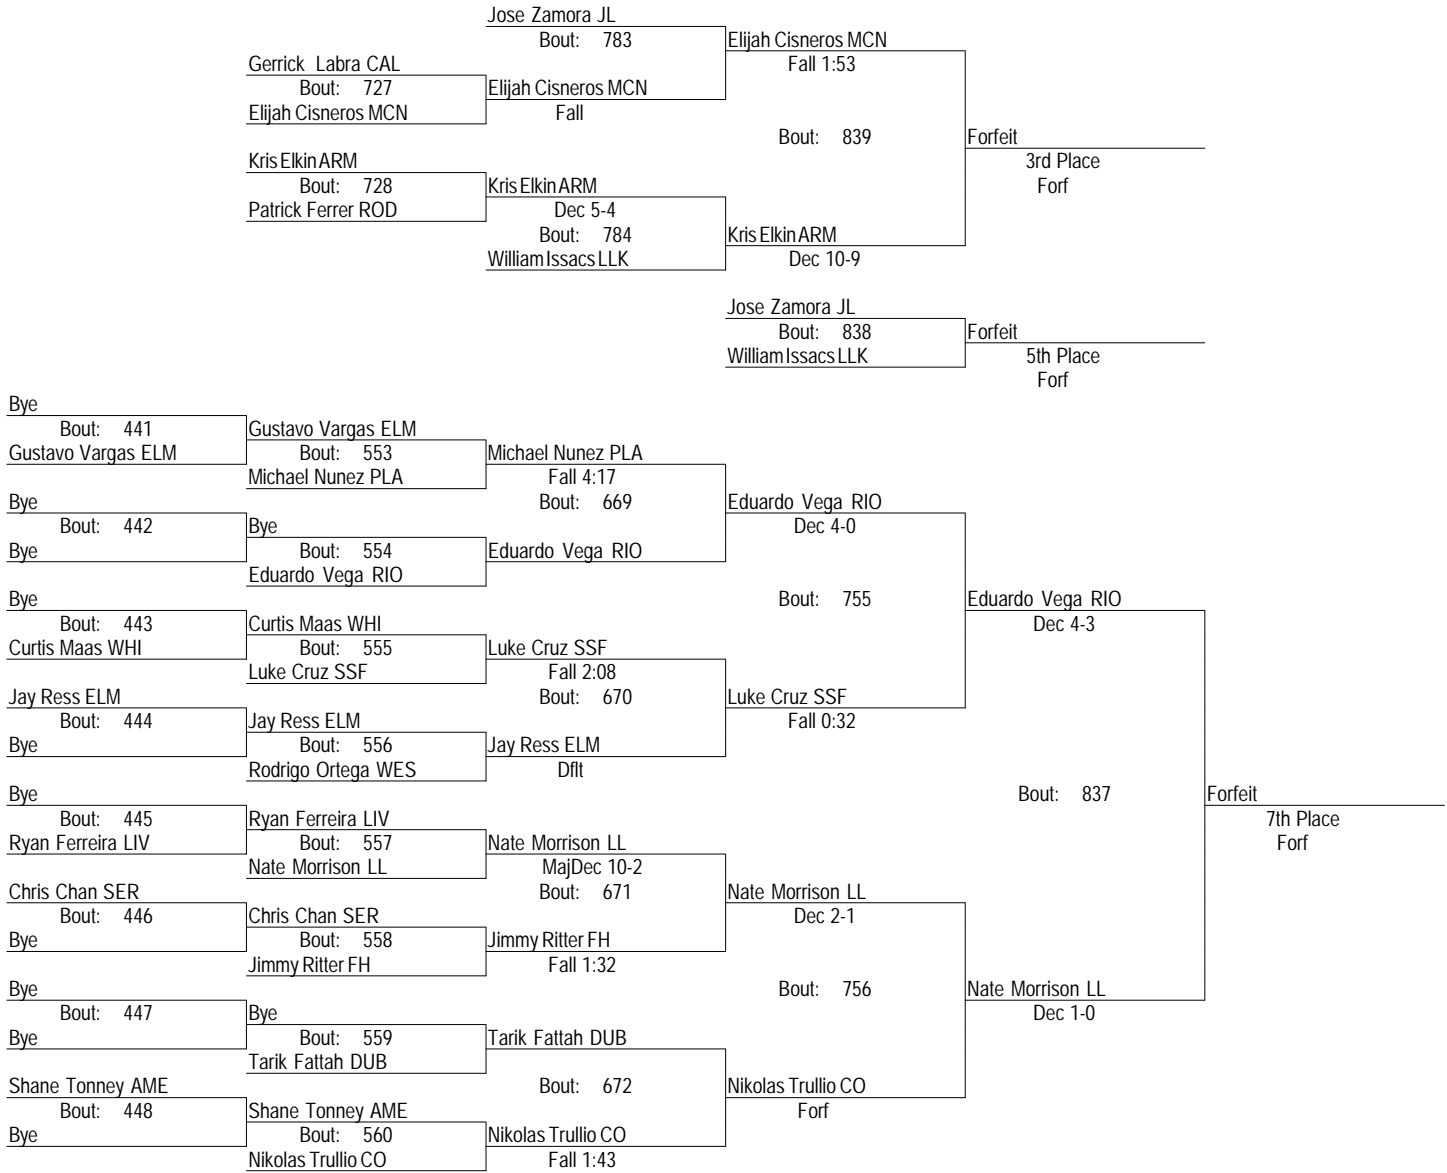 Jose Zamora JL
Bout: 783
Elijah Cisneros MCN
Gerrick Labra CAL
Fall 1:53
Bout: 727
Elijah Cisneros MCN
Elijah Cisneros MCN
Fall
Bout: 839
Forfeit
Kris Elkin ARM
3rd Place
Bout: 728
Kris Elkin ARM
Forf
Patrick Ferrer ROD
Dec 5-4
Bout: 784
Kris Elkin ARM
William Issacs LLK
Dec 10-9
Jose Zamora JL
Bout: 838
Forfeit
William Issacs LLK
5th Place
Forf
Bye
Bout: 441
Gustavo Vargas ELM
Gustavo Vargas ELM
Bout: 553
Michael Nunez PLA
Michael Nunez PLA
Fall 4:17
Bye
Bout: 669
Eduardo Vega RIO
Bout: 442
Bye
Dec 4-0
Bye
Bout: 554
Eduardo Vega RIO
Eduardo Vega RIO
Bye
Bout: 755
Eduardo Vega RIO
Bout: 443
Curtis Maas WHI
Dec 4-3
Curtis Maas WHI
Bout: 555
Luke Cruz SSF
Luke Cruz SSF
Fall 2:08
Jay Ress ELM
Bout: 670
Luke Cruz SSF
Bout: 444
Jay Ress ELM
Fall 0:32
Bye
Bout: 556
Jay Ress ELM
Rodrigo Ortega WES
Dflt
Bye
Bout: 837
Forfeit
Bout: 445
Ryan Ferreira LIV
7th Place
Ryan Ferreira LIV
Bout: 557
Nate Morrison LL
Forf
Nate Morrison LL
MajDec 10-2
Chris Chan SER
Bout: 671
Nate Morrison LL
Bout: 446
Chris Chan SER
Dec 2-1
Bye
Bout: 558
Jimmy Ritter FH
Jimmy Ritter FH
Fall 1:32
Bye
Bout: 756
Nate Morrison LL
Bout: 447
Bye
Dec 1-0
Bye
Bout: 559
Tarik Fattah DUB
Tarik Fattah DUB
Shane Tonney AME
Bout: 672
Nikolas Trullio CO
Bout: 448
Shane Tonney AME
Forf
Bye
Bout: 560
Nikolas Trullio CO
Nikolas Trullio CO
Fall 1:43